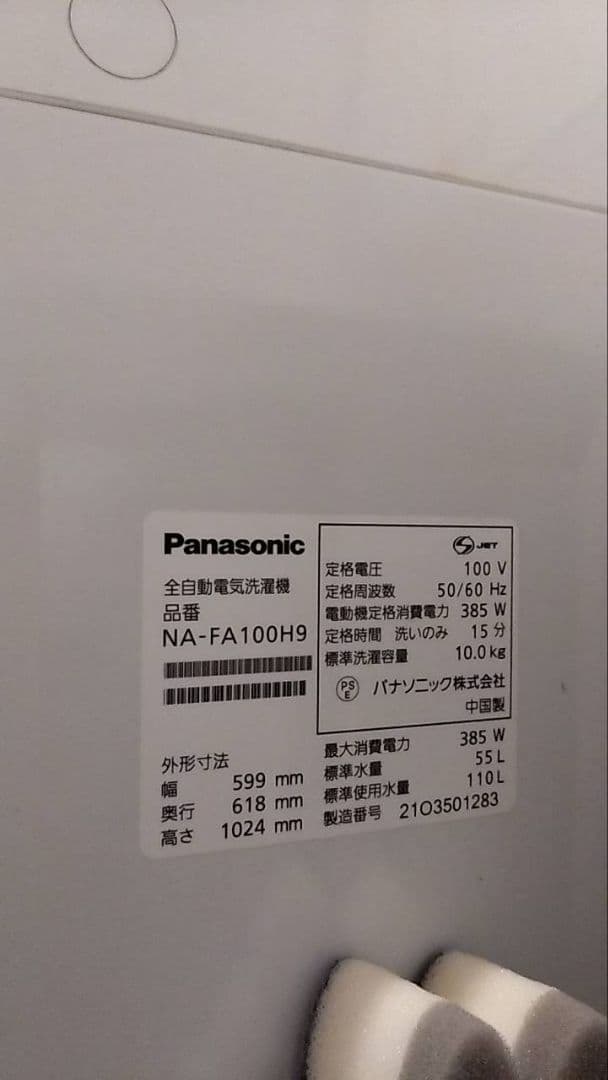 Panasonic
全自動電気洗濯機
品番
NA-FA100H9
外形寸法
幅 599 mm
奥行 618 mm
高さ 1024 mm
JET
定格電圧 100 V
定格周波数 50/60 Hz
電動機定格消費電力 385 W
定格時間 洗いのみ 15 分
標準洗濯容量 10.0 kg
PS
E パナソニック株式会社
中国製
最大消費電力 385 W
標準水量 55 L
標準使用水量 110 L
製造番号 21O3501283